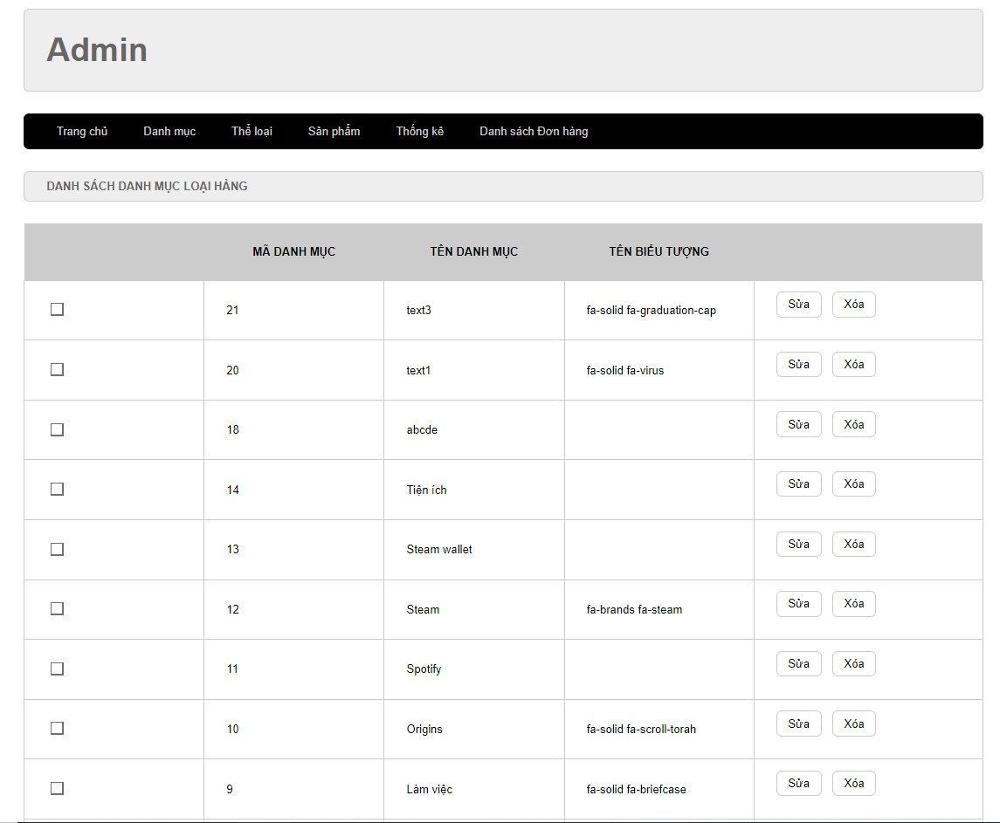 Admin
Trang chủ Danh mục Thể loại Sản phẩm Thống kê Danh sách Đơn hàng
DANH SÁCH DANH MỤC LOẠI HÀNG
MÃ DANH MỤC TÊN DANH MỤC TÊN BIỂU TƯỢNG
21 text3 fa-solid fa-graduation-cap Sửa Xóa
20 text1 fa-solid fa-virus Sửa Xóa
18 abcde Sửa Xóa
14 Tiện ích Sửa Xóa
13 Steam wallet Sửa Xóa
12 Steam fa-brands fa-steam Sửa Xóa
11 Spotify Sửa Xóa
10 Origins fa-solid fa-scroll-torah Sửa Xóa
9 Làm việc fa-solid fa-briefcase Sửa Xóa